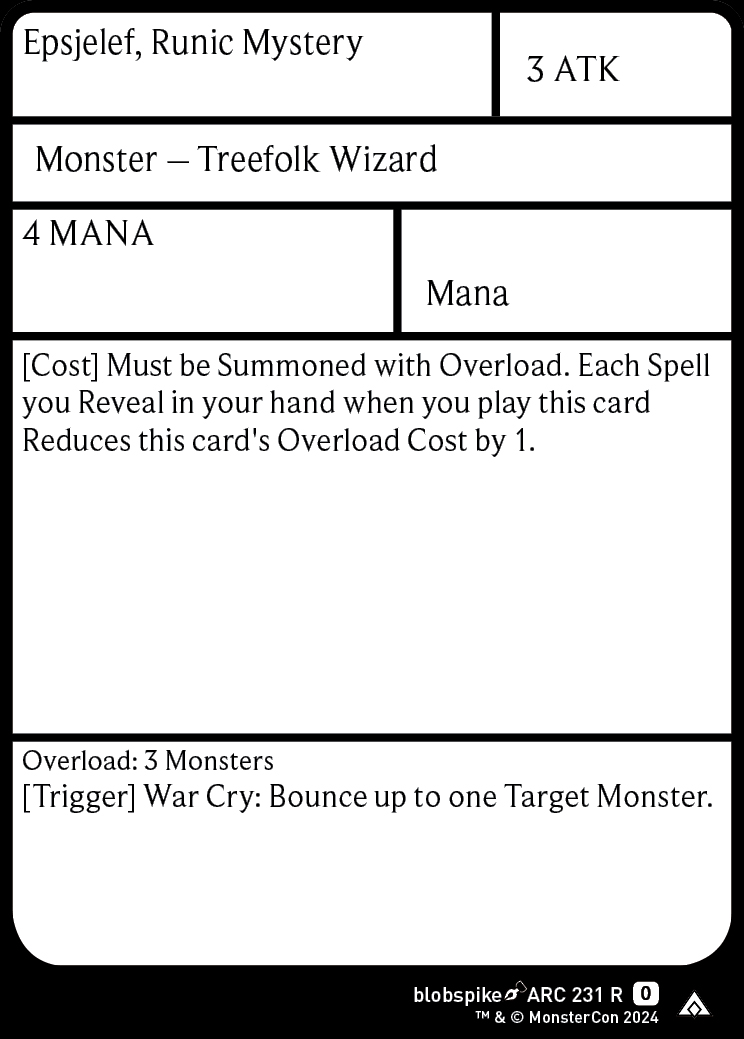 Epsjelef, Runic Mystery
3 ATK
Monster – Treefolk Wizard
4 MANA
Mana
[Cost] Must be Summoned with Overload. Each Spell
you Reveal in your hand when you play this card
Reduces this card's Overload Cost by 1.
Overload: 3 Monsters
[Trigger] War Cry: Bounce up to one Target Monster.
blobspike ARC 231 R 0
™ & © MonsterCon 2024